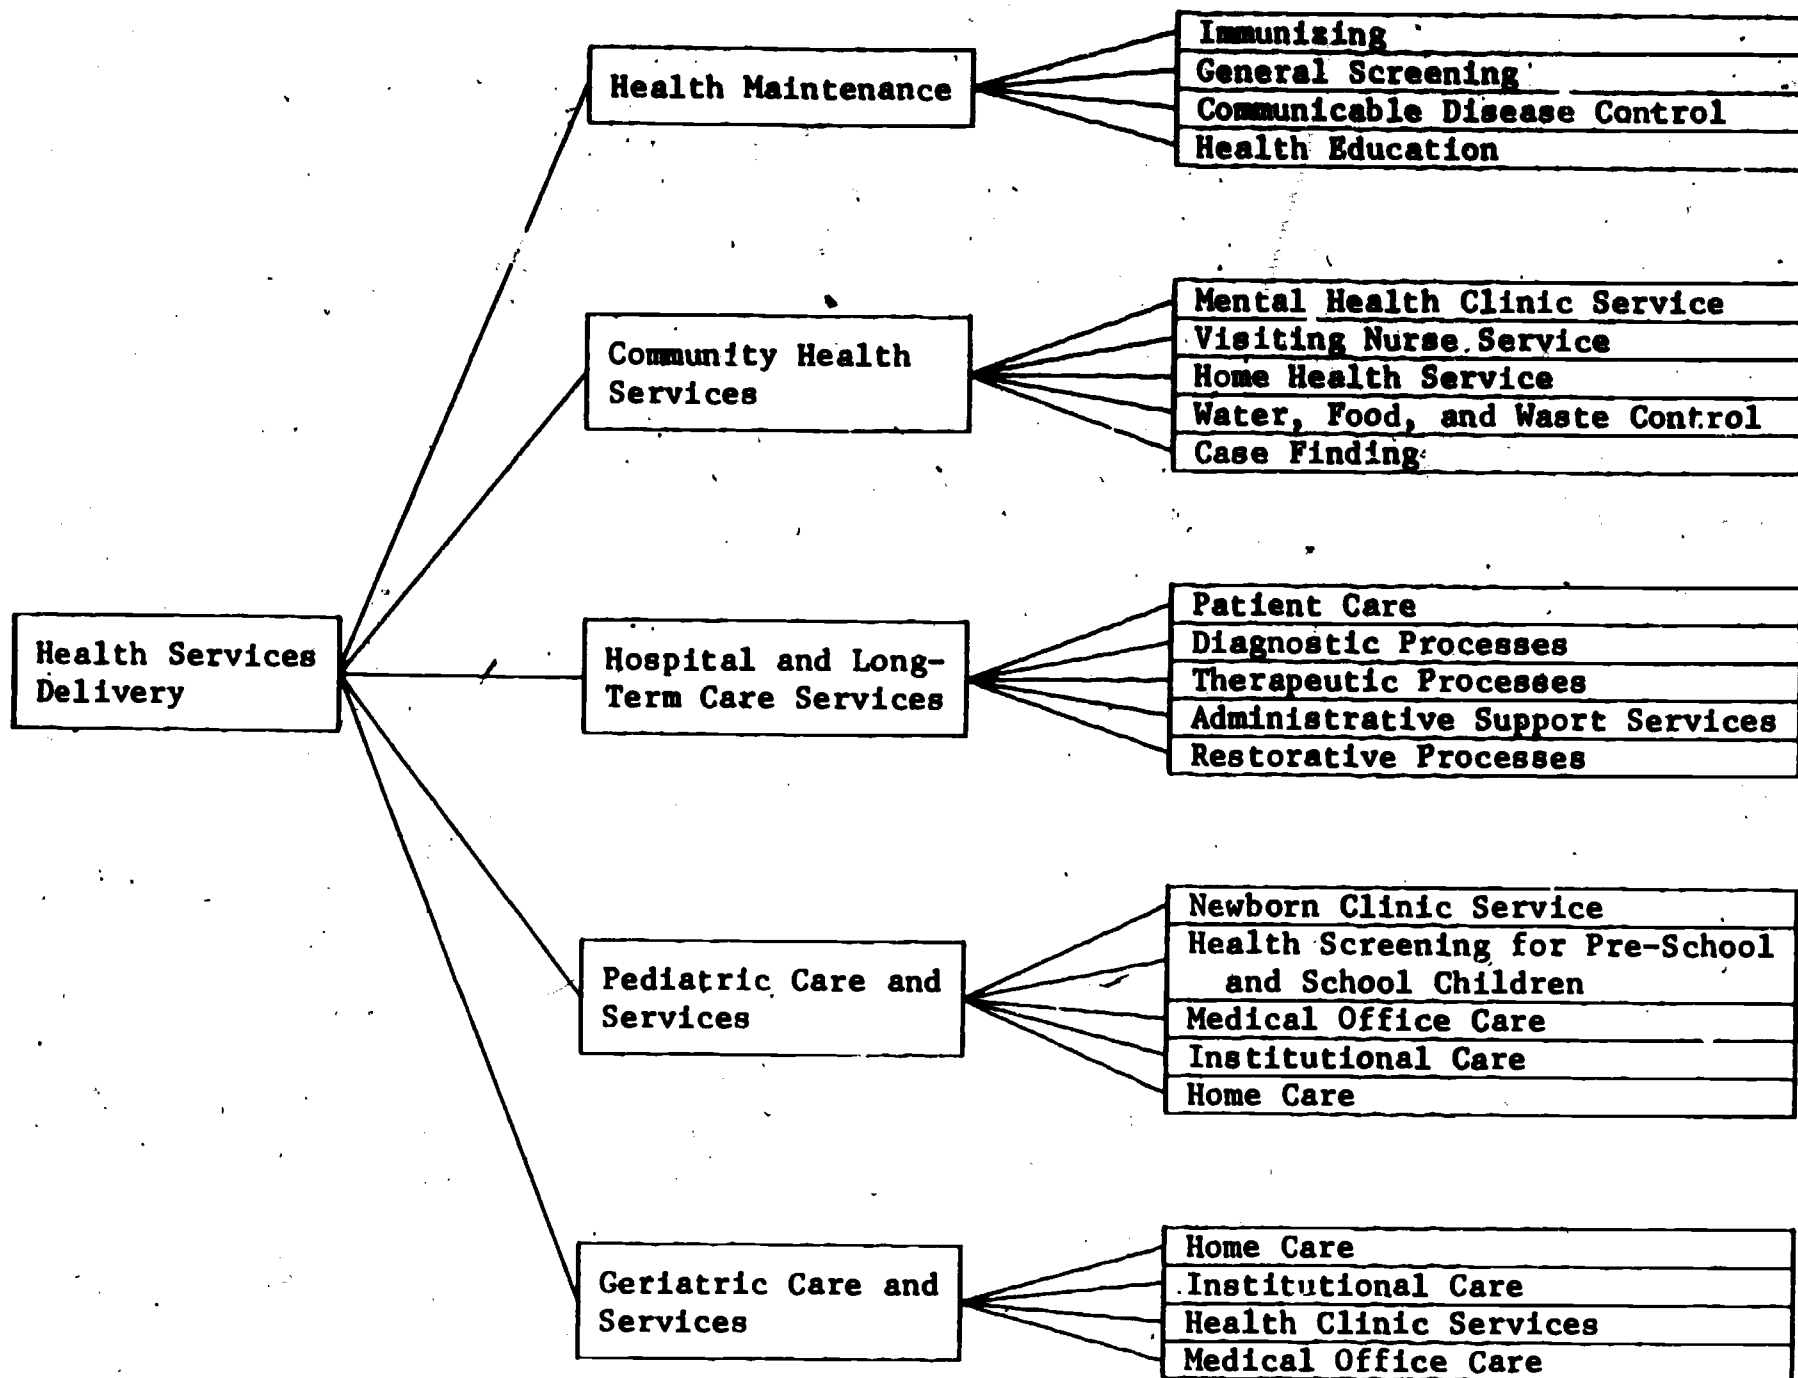 Health Services
Delivery
Health Maintenance
Immunizing
General Screening
Communicable Disease Control
Health Education
Community Health
Services
Mental Health Clinic Service
Visiting Nurse Service
Home Health Service
Water, Food, and Waste Control
Case Finding
Hospital and Long-
Term Care Services
Patient Care
Diagnostic Processes
Therapeutic Processes
Administrative Support Services
Restorative Processes
Pediatric Care and
Services
Newborn Clinic Service
Health Screening for Pre-School
and School Children
Medical Office Care
Institutional Care
Home Care
Geriatric Care and
Services
Home Care
Institutional Care
Health Clinic Services
Medical Office Care